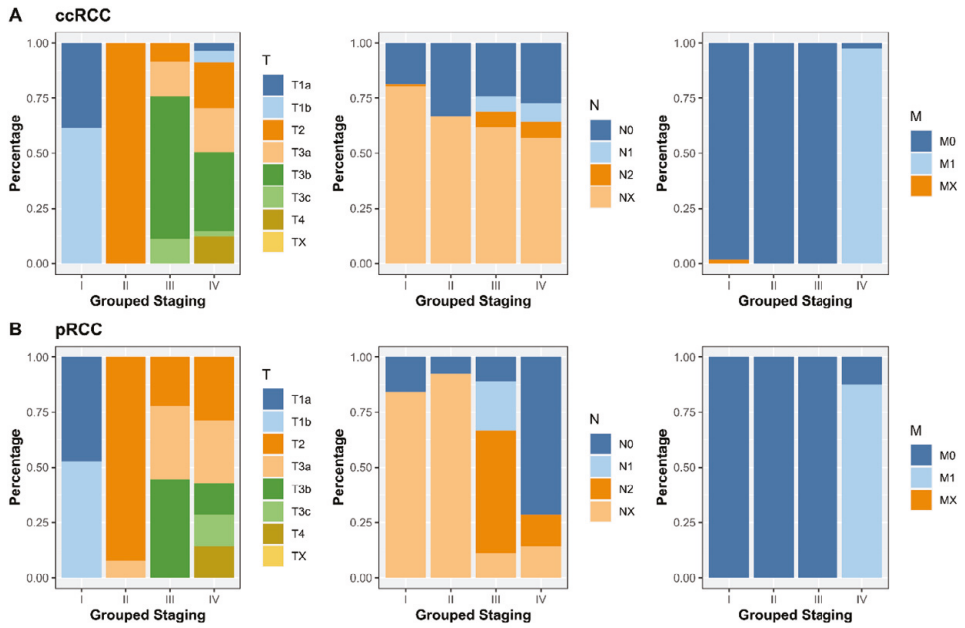 A ccRCC
Percentage
1.00
0.75
0.50
0.25
0.00
I II III IV
Grouped Staging
T
T1a
T1b
T2
T3a
T3b
T3c
T4
TX
Percentage
1.00
0.75
0.50
0.25
0.00
I II III IV
Grouped Staging
N
N0
N1
N2
NX
Percentage
1.00
0.75
0.50
0.25
0.00
I II III IV
Grouped Staging
M
M0
M1
MX
B pRCC
Percentage
1.00
0.75
0.50
0.25
0.00
I II III IV
Grouped Staging
T
T1a
T1b
T2
T3a
T3b
T3c
T4
TX
Percentage
1.00
0.75
0.50
0.25
0.00
I II III IV
Grouped Staging
N
N0
N1
N2
NX
Percentage
1.00
0.75
0.50
0.25
0.00
I II III IV
Grouped Staging
M
M0
M1
MX